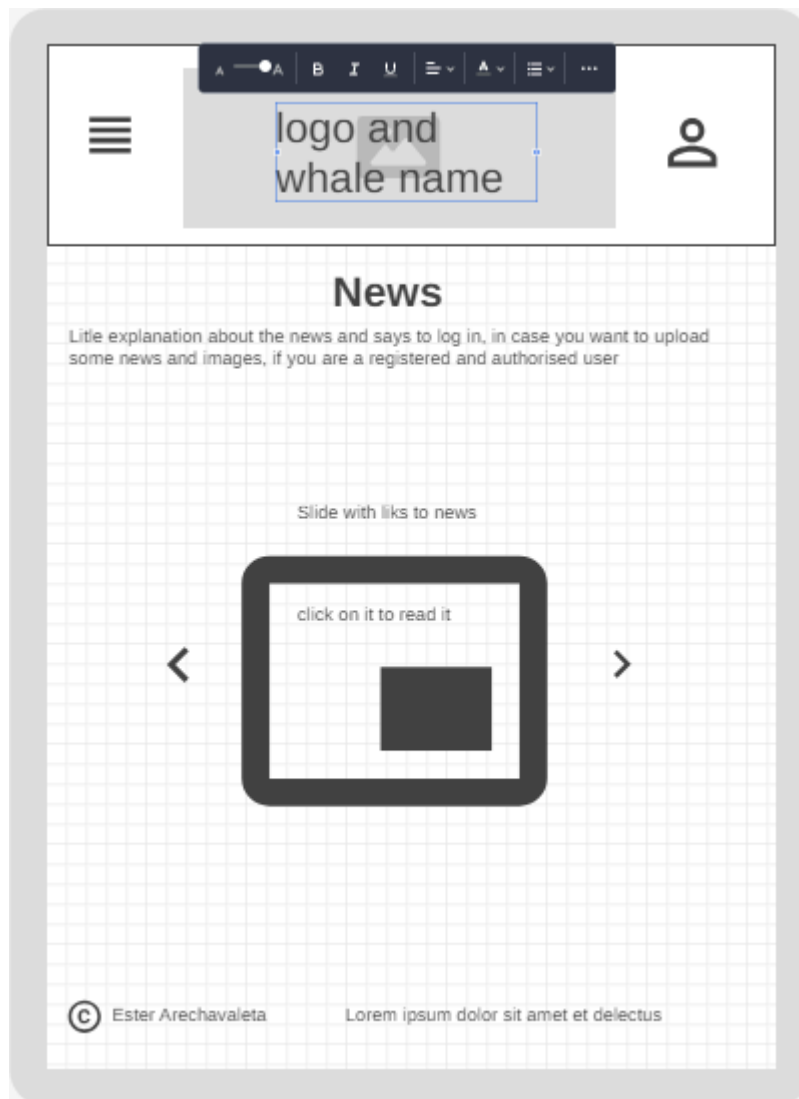 A A B I U A
logo and
whale name
News
Litle explanation about the news and says to log in, in case you want to upload
some news and images, if you are a registered and authorised user
Slide with liks to news
click on it to read it
© Ester Arechavaleta Lorem ipsum dolor sit amet et delectus